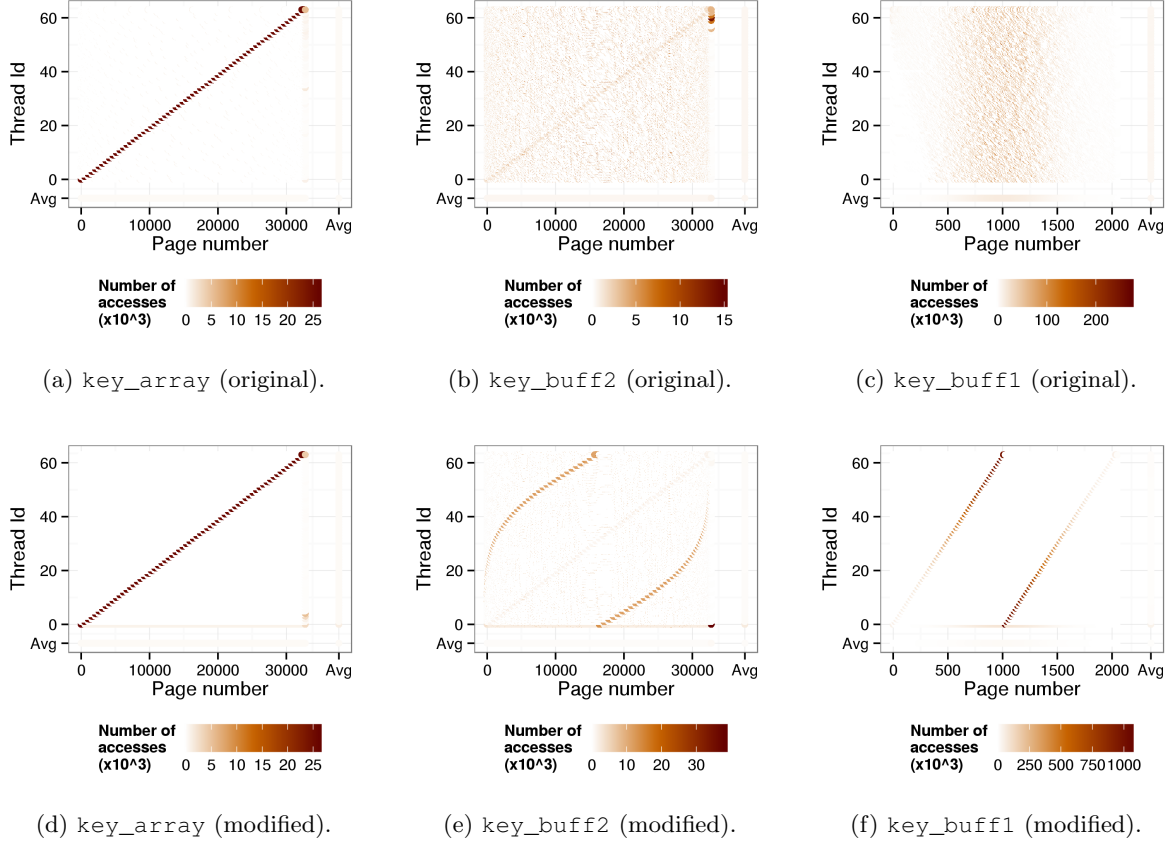 60
40
20
0
Avg
Thread Id
0 10000 20000 30000 Avg
Page number
Number of
accesses
(x10^3)
0 5 10 15 20 25
(a) key_array (original).
60
40
20
0
Avg
Thread Id
0 10000 20000 30000 Avg
Page number
Number of
accesses
(x10^3)
0 5 10 15
(b) key_buff2 (original).
60
40
20
0
Avg
Thread Id
0 500 1000 1500 2000 Avg
Page number
Number of
accesses
(x10^3)
0 100 200
(c) key_buff1 (original).
60
40
20
0
Avg
Thread Id
0 10000 20000 30000 Avg
Page number
Number of
accesses
(x10^3)
0 5 10 15 20 25
(d) key_array (modified).
60
40
20
0
Avg
Thread Id
0 10000 20000 30000 Avg
Page number
Number of
accesses
(x10^3)
0 10 20 30
(e) key_buff2 (modified).
60
40
20
0
Avg
Thread Id
0 500 1000 1500 2000 Avg
Page number
Number of
accesses
(x10^3)
0 250 500 750 1000
(f) key_buff1 (modified).